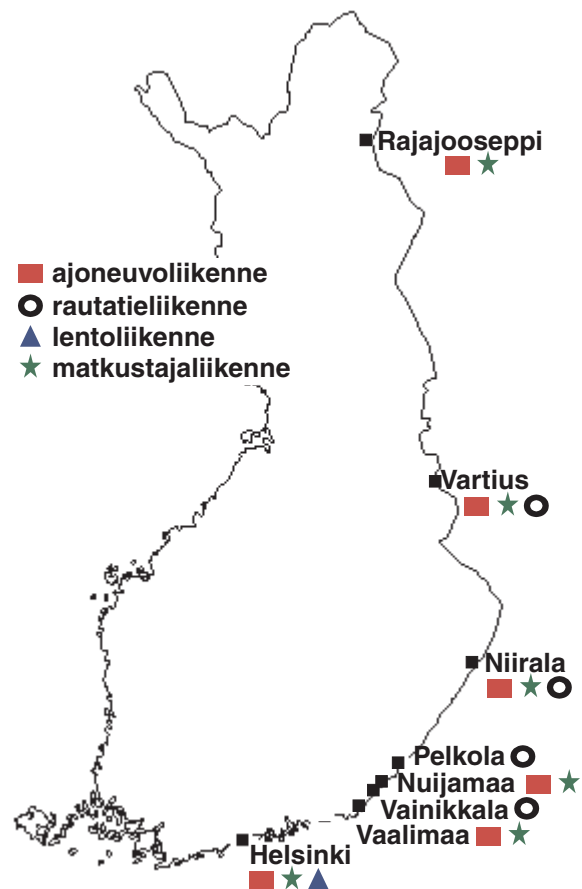 Rajajooseppi
ajoneuvoliikenne
rautatieliikenne
lentoliikenne
matkustajaliikenne
Vartius
Niirala
Pelkola
Nuijamaa
Vainikkala
Vaalimaa
Helsinki